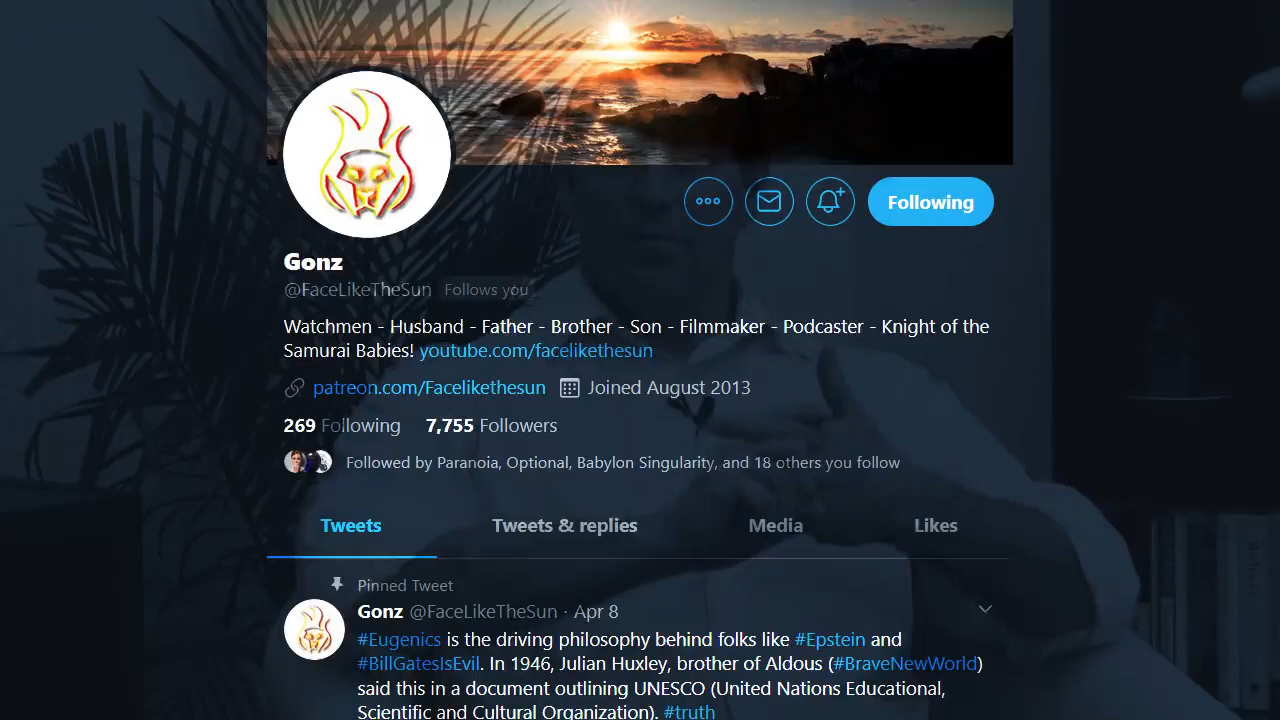 Following
Gonz
@FaceLikeTheSun Follows you
Watchmen - Husband - Father - Brother - Son - Filmmaker - Podcaster - Knight of the
Samurai Babies! youtube.com/facelikethesun
patreon.com/Facelikethesun Joined August 2013
269 Following 7,755 Followers
Followed by Paranoia, Optional, Babylon Singularity, and 18 others you follow
Tweets Tweets & replies Media Likes
Pinned Tweet
Gonz @FaceLikeTheSun · Apr 8
#Eugenics is the driving philosophy behind folks like #Epstein and
#BillGatesIsEvil. In 1946, Julian Huxley, brother of Aldous (#BraveNewWorld)
said this in a document outlining UNESCO (United Nations Educational,
Scientific and Cultural Organization). #truth